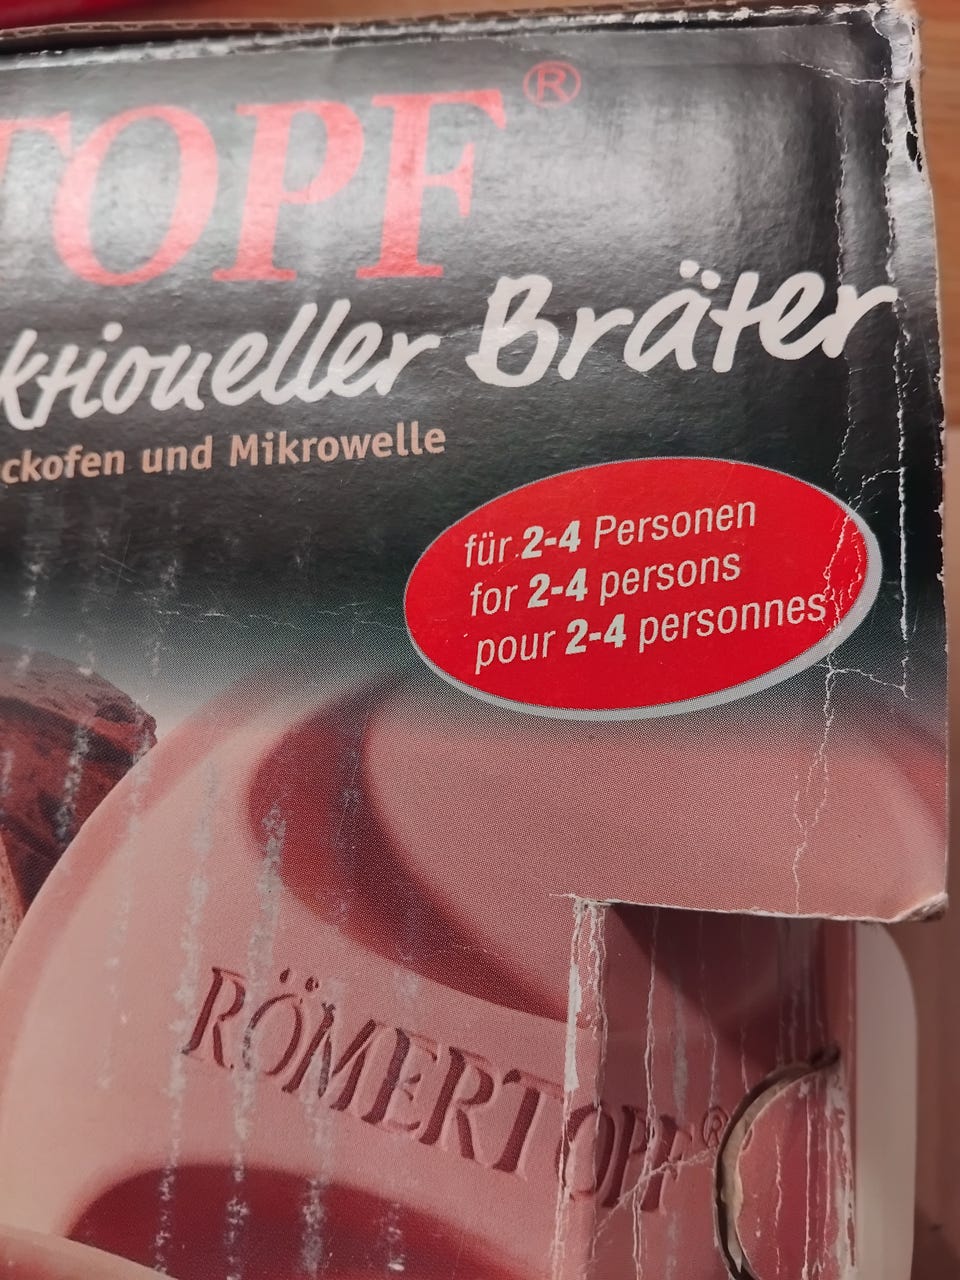 TOPF®
ktioneller Bräter
ckofen und Mikrowelle
für 2-4 Personen
for 2-4 persons
pour 2-4 personnes
RÖMERTOPF®